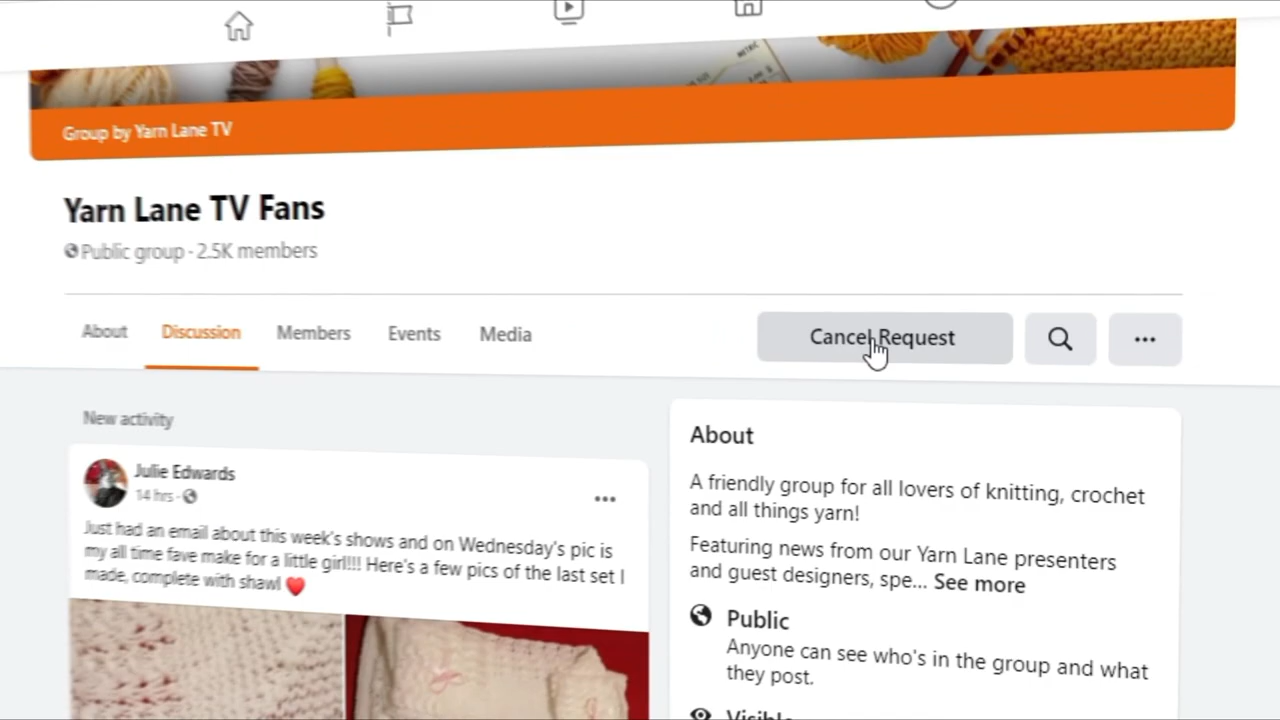 METRIC
Group by Yarn Lane TV
Yarn Lane TV Fans
Public group · 2.5K members
About
Discussion
Members
Events
Media
Cancel Request
New activity
Julie Edwards
14 hrs ·
Just had an email about this week's shows and on Wednesday's pic is
my all time fave make for a little girl!!! Here's a few pics of the last set I
made, complete with shawl ❤️
About
A friendly group for all lovers of knitting, crochet
and all things yarn!
Featuring news from our Yarn Lane presenters
and guest designers, spe... See more
Public
Anyone can see who's in the group and what
they post.